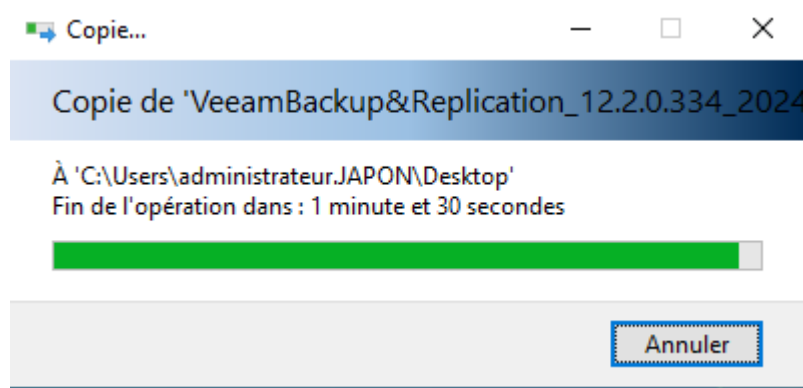 Copie...
Copie de 'VeeamBackup&Replication_12.2.0.334_2024
À 'C:\Users\administrateur.JAPON\Desktop'
Fin de l'opération dans : 1 minute et 30 secondes
Annuler